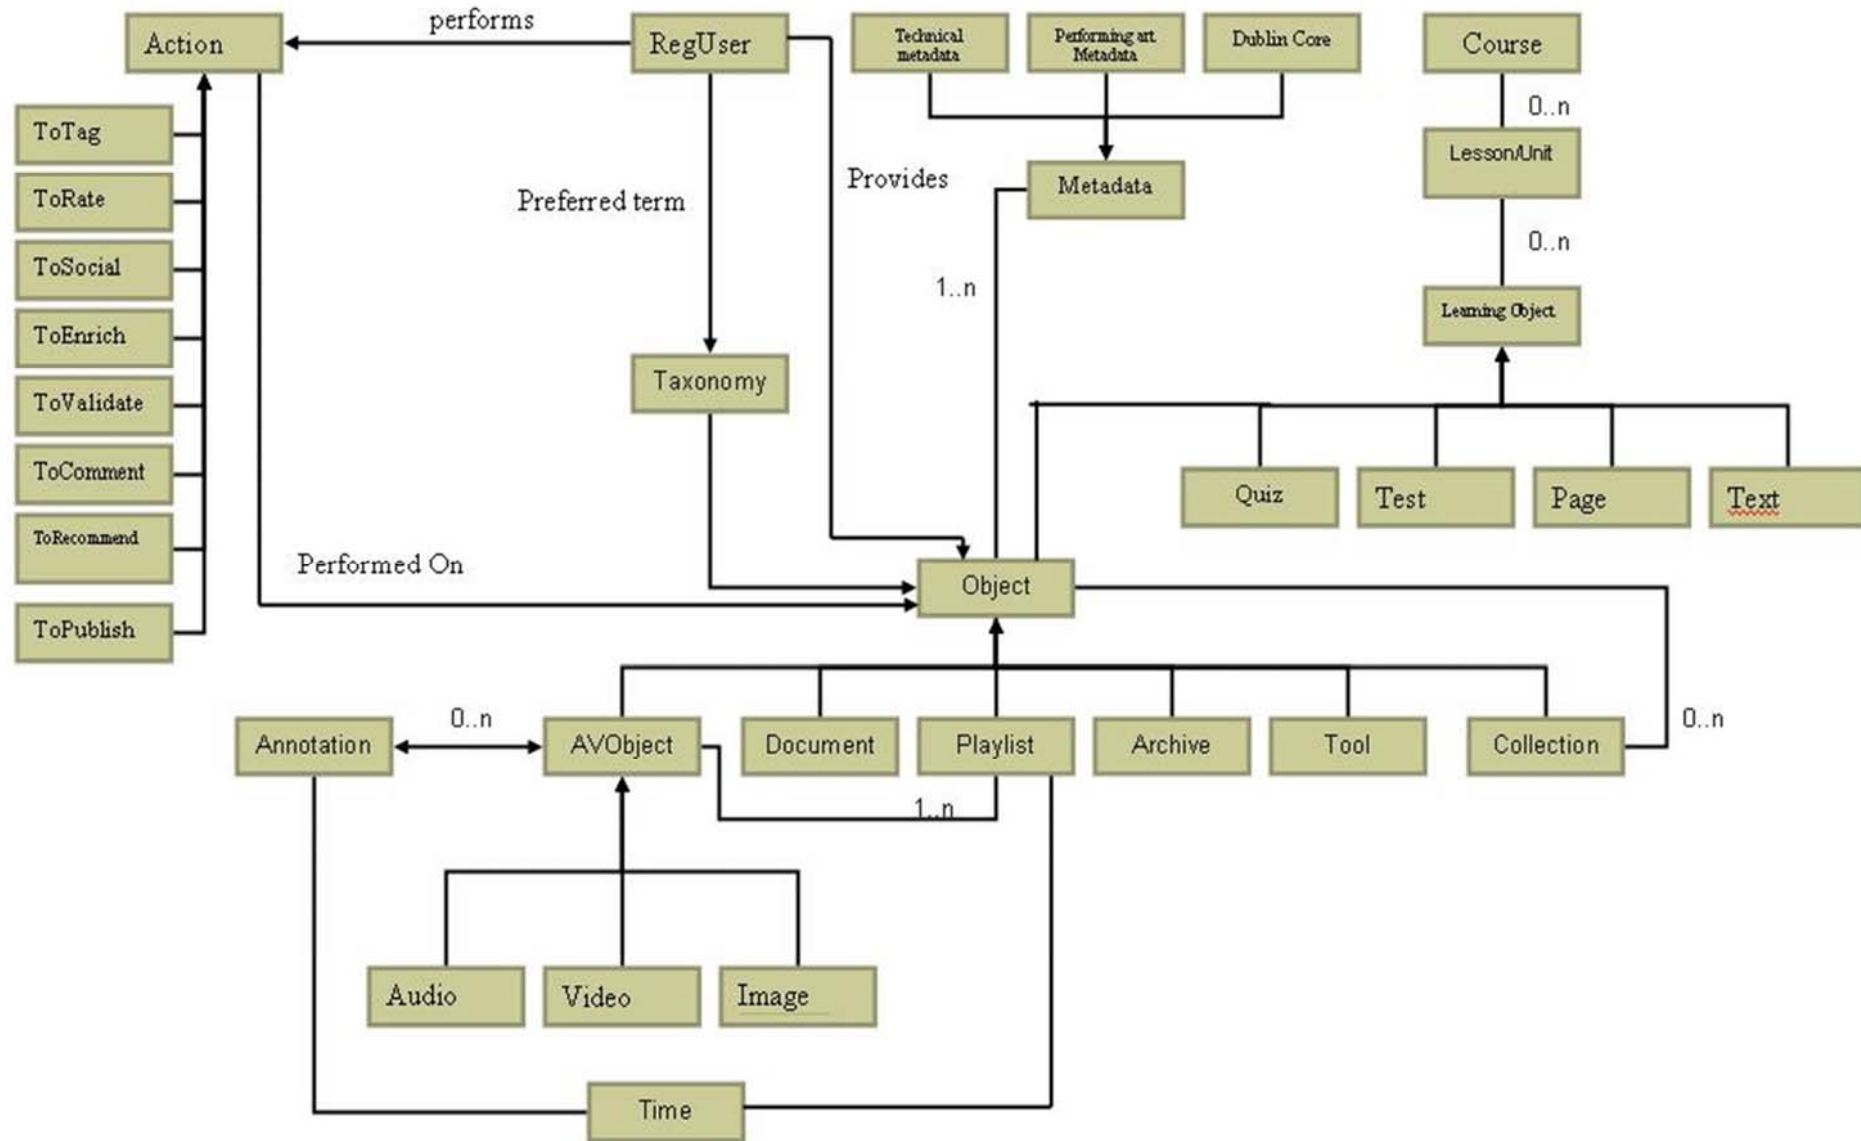 Action
performs
RegUser
Technical
metadata
Performing art
Metadata
Dublin Core
Course
0..n
ToTag
Lesson/Unit
ToRate
Preferred term
Provides
Metadata
ToSocial
0..n
1..n
ToEnrich
Learning Object
ToValidate
Taxonomy
ToComment
Quiz
Test
Page
Text
ToRecommend
Performed On
Object
ToPublish
Annotation
0..n
AVObject
Document
Playlist
Archive
Tool
Collection
0..n
1..n
Audio
Video
Image
Time